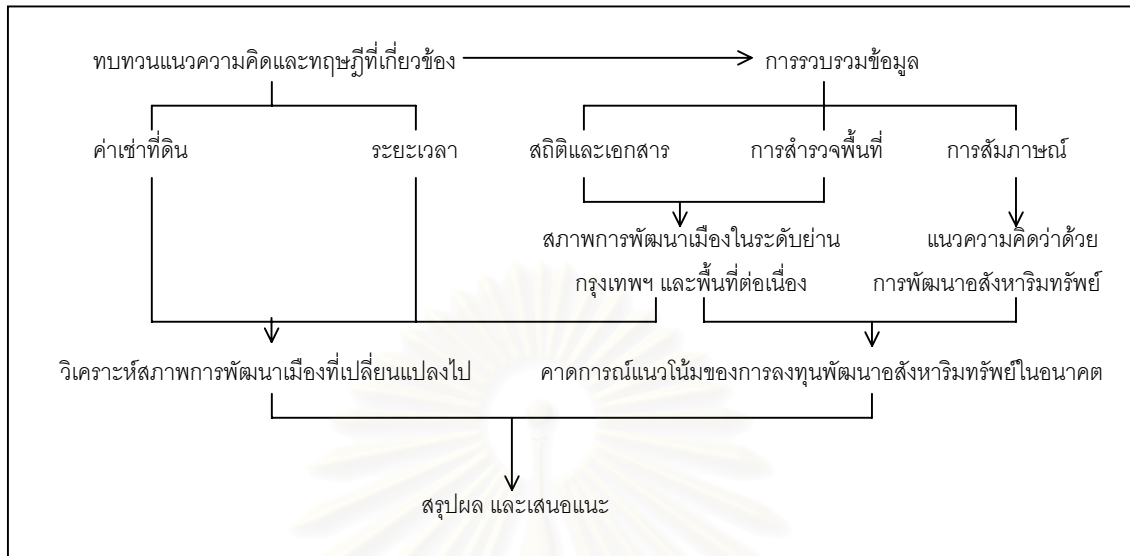 ทบทวนแนวความคิดและทฤษฎีที่เกี่ยวข้อง การรวบรวมข้อมูล
ค่าเช่าที่ดิน ระยะเวลา สถิติและเอกสาร การสำรวจพื้นที่ การสัมภาษณ์
สภาพการพัฒนาเมืองในระดับย่าน แนวความคิดว่าด้วย
กรุงเทพฯ และพื้นที่ต่อเนื่อง การพัฒนาอสังหาริมทรัพย์
วิเคราะห์สภาพการพัฒนาเมืองที่เปลี่ยนแปลงไป คาดการณ์แนวโน้มของการลงทุนพัฒนาอสังหาริมทรัพย์ในอนาคต
สรุปผล และเสนอแนะ